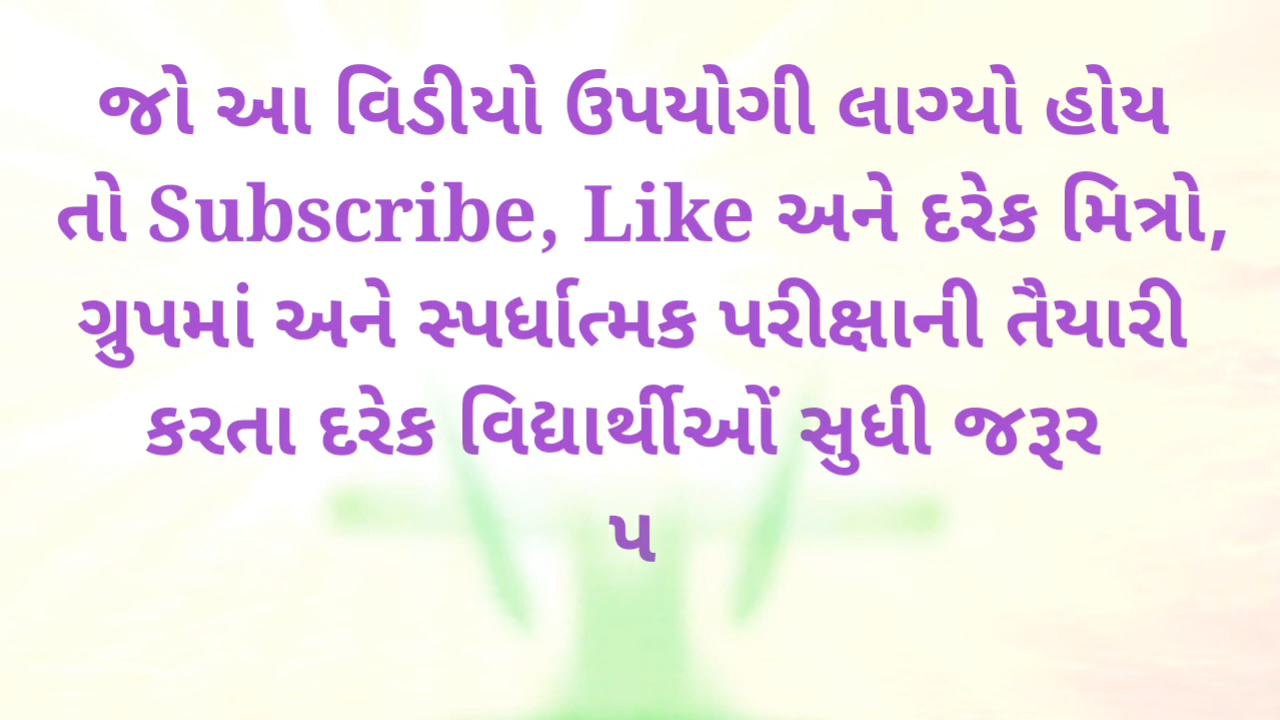 જો આ વિડીયો ઉપયોગી લાગ્યો હોય
તો Subscribe, Like અને દરેક મિત્રો,
ગ્રુપમાં અને સ્પર્ધાત્મક પરીક્ષાની તૈયારી
કરતા દરેક વિદ્યાર્થીઓં સુધી જરૂર
પ